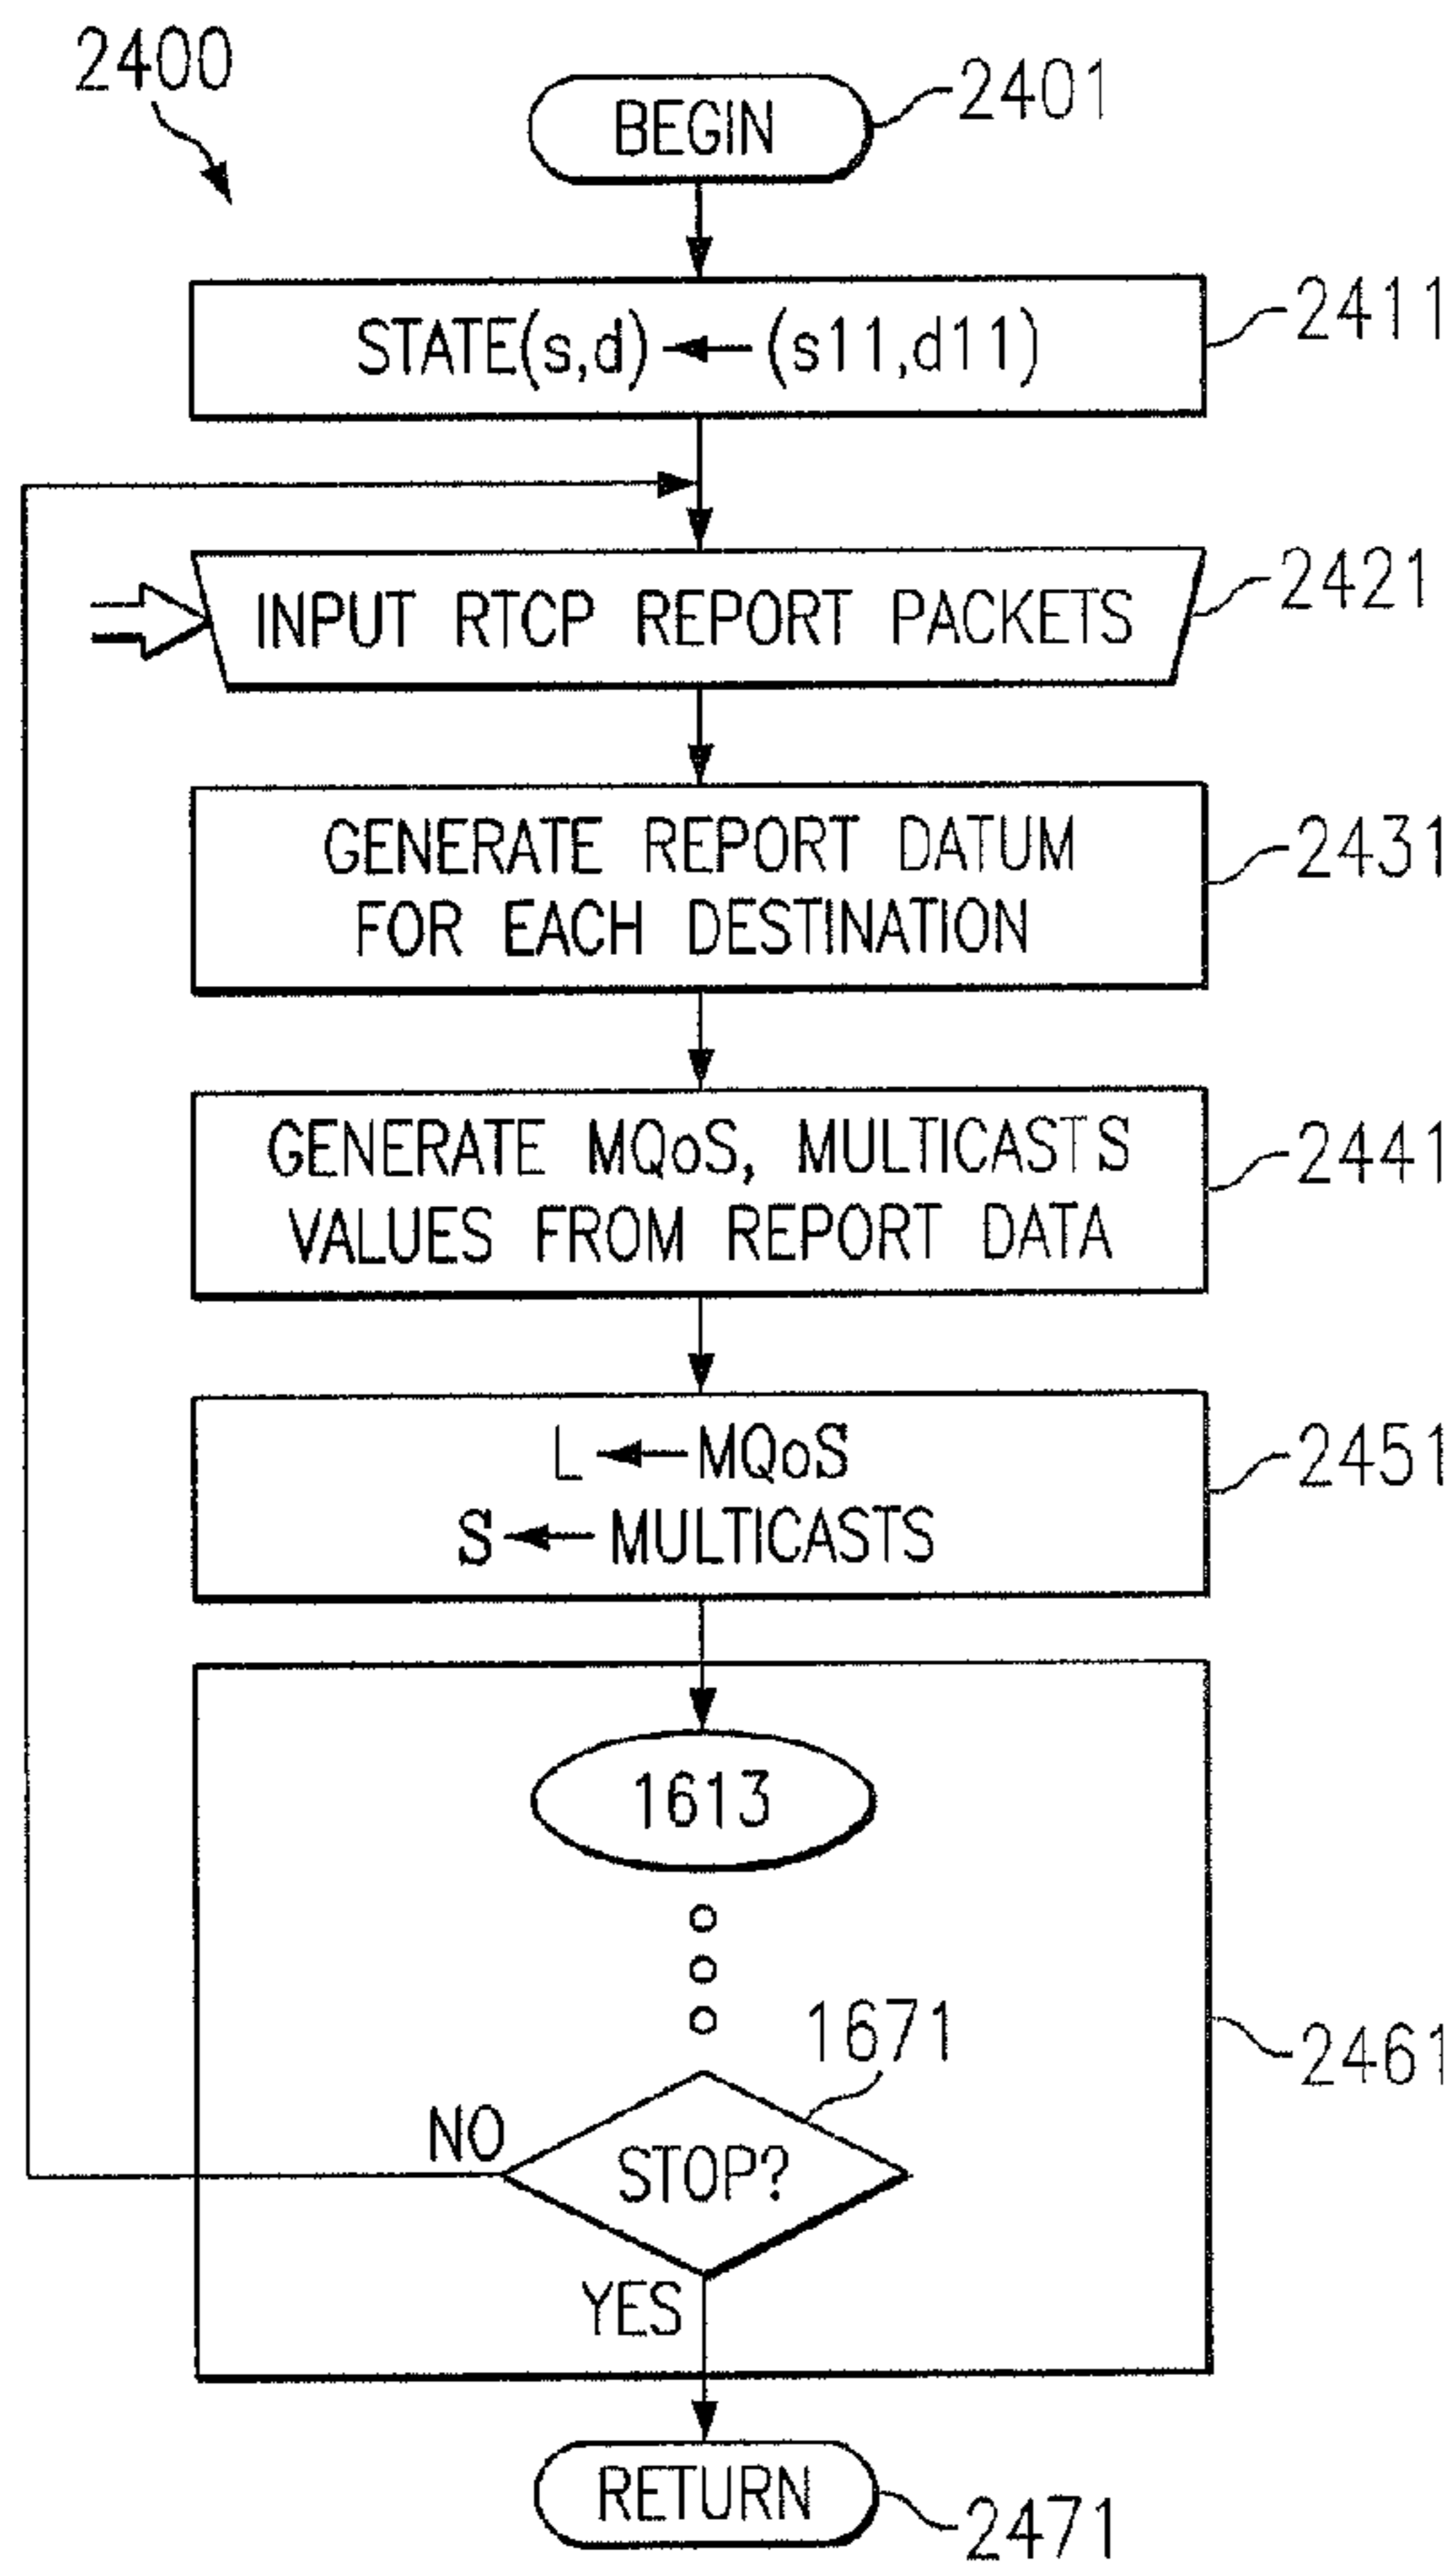 2400
BEGIN
2401
STATE(s,d) ← (s11,d11)
2411
INPUT RTCP REPORT PACKETS
2421
GENERATE REPORT DATUM
FOR EACH DESTINATION
2431
GENERATE MQoS, MULTICASTS
VALUES FROM REPORT DATA
2441
L ← MQoS
S ← MULTICASTS
2451
1613
1671
STOP?
NO
YES
2461
RETURN
2471